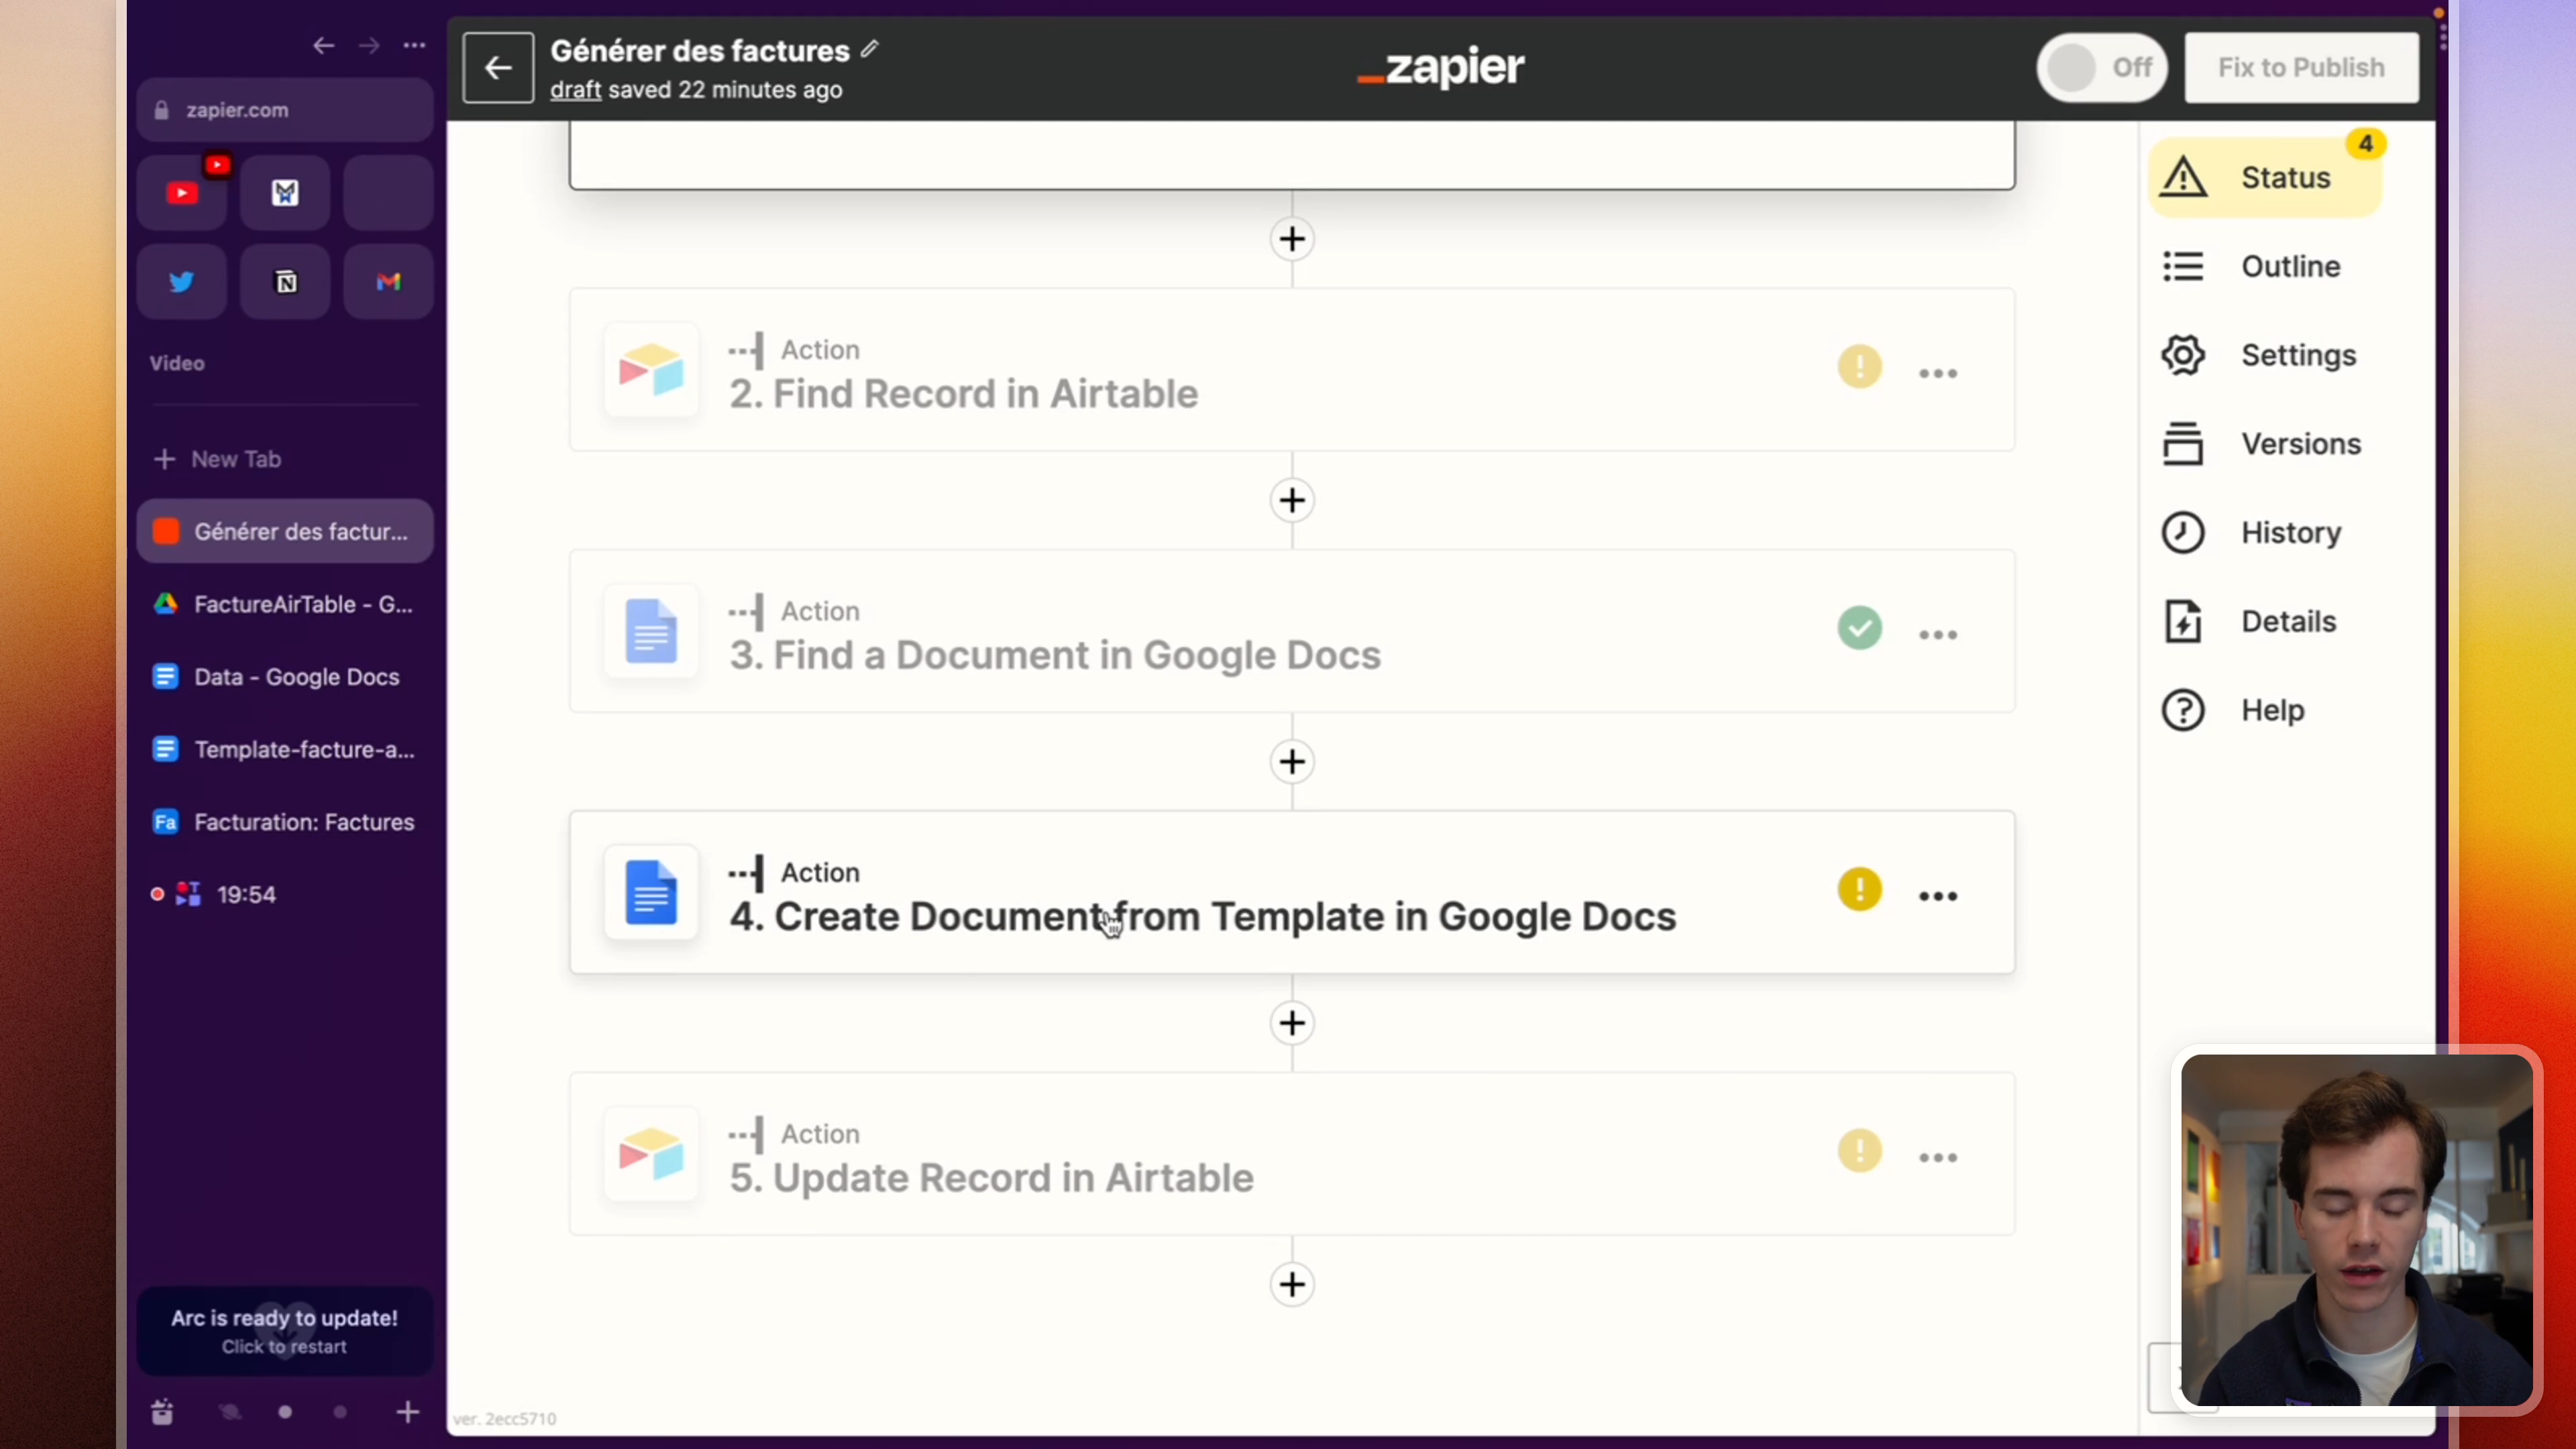 zapier.com
Video
New Tab
Générer des factur...
FactureAirTable - G...
Data - Google Docs
Template-facture-a...
Fa
Facturation: Factures
19:54
Arc is ready to update!
Click to restart
Générer des factures
draft saved 22 minutes ago
zapier
Off
Fix to Publish
Action
2. Find Record in Airtable
Action
3. Find a Document in Google Docs
Action
4. Create Document from Template in Google Docs
Action
5. Update Record in Airtable
ver. 2ecc5710
4
Status
Outline
Settings
Versions
History
Details
Help